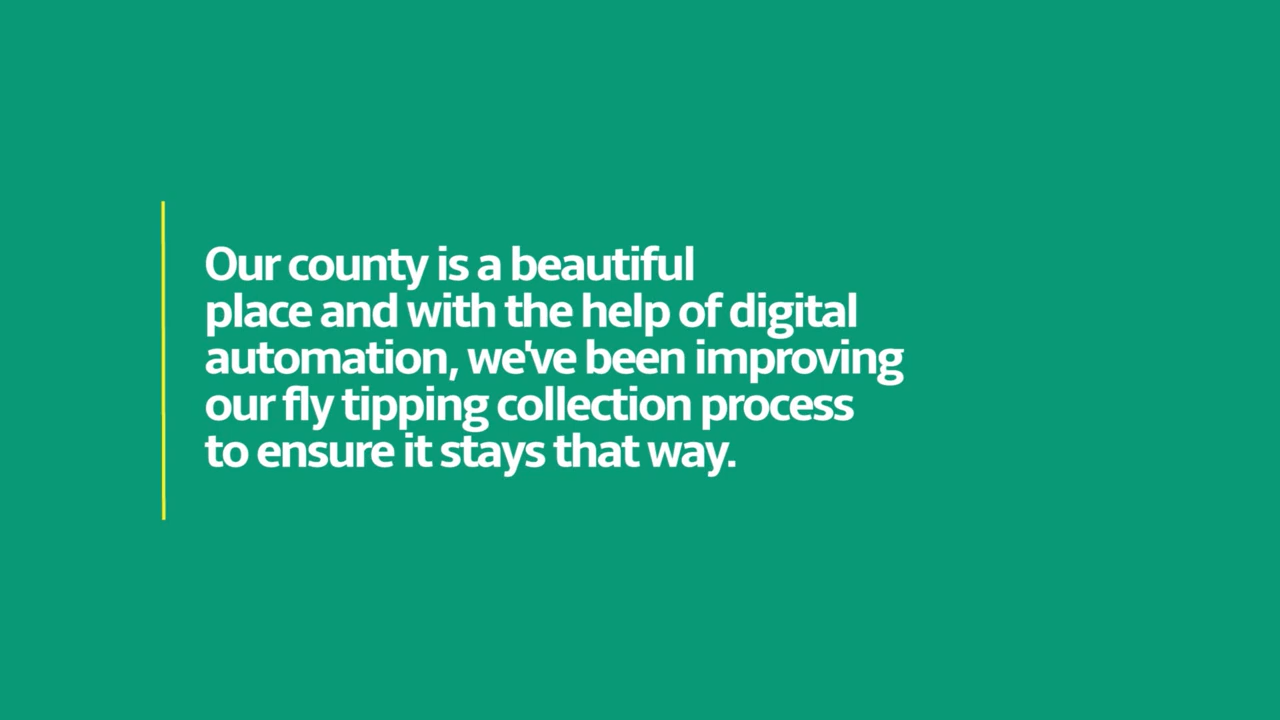 Our county is a beautiful
place and with the help of digital
automation, we've been improving
our fly tipping collection process
to ensure it stays that way.